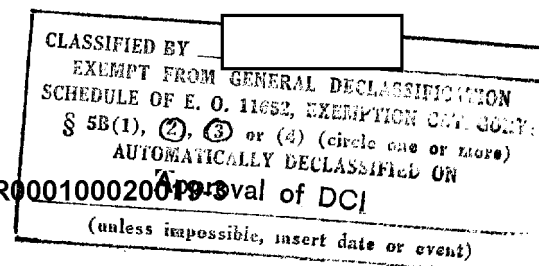 CLASSIFIED BY
EXEMPT FROM GENERAL DECLASSIFICATION
SCHEDULE OF E. O. 11652, EXEMPTION CATEGORY:
§ 5B(1), (2), (3) or (4) (circle one or more)
AUTOMATICALLY DECLASSIFIED ON
R000100020019-3
Approval of DCI
(unless impossible, insert date or event)